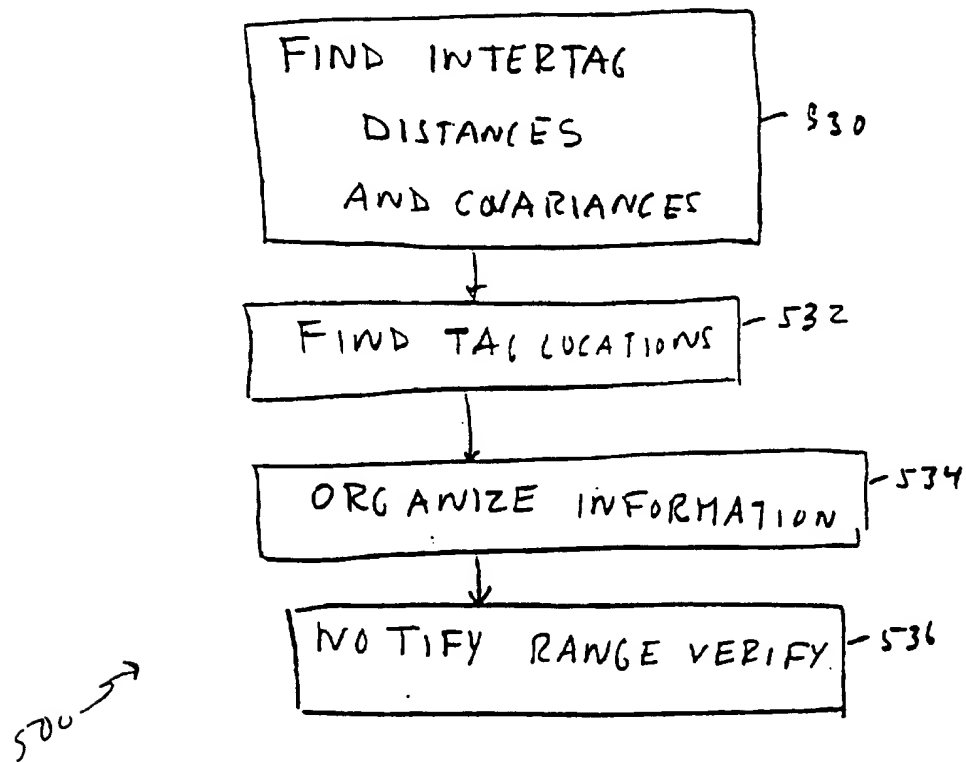 FIND INTERTAG
DISTANCES
AND COVARIANCES
530
FIND TAG LOCATIONS
532
ORGANIZE INFORMATION
534
NOTIFY RANGE VERIFY
536
500